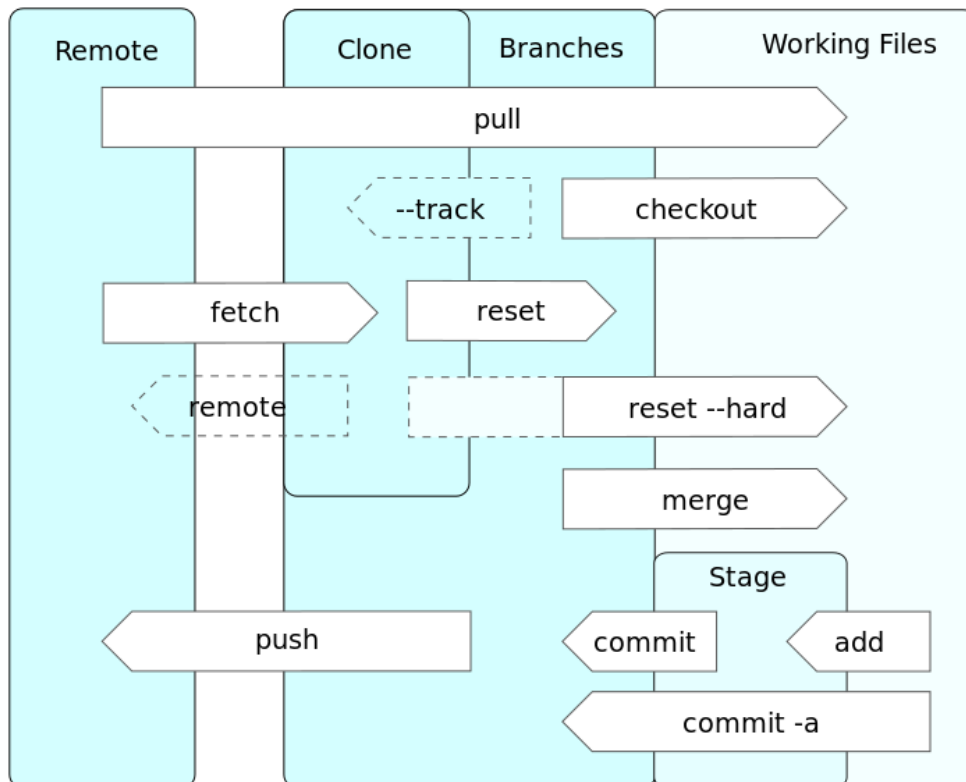 Remote
Clone
Branches
Working Files
pull
--track
checkout
fetch
reset
remote
reset --hard
merge
Stage
push
commit
add
commit -a